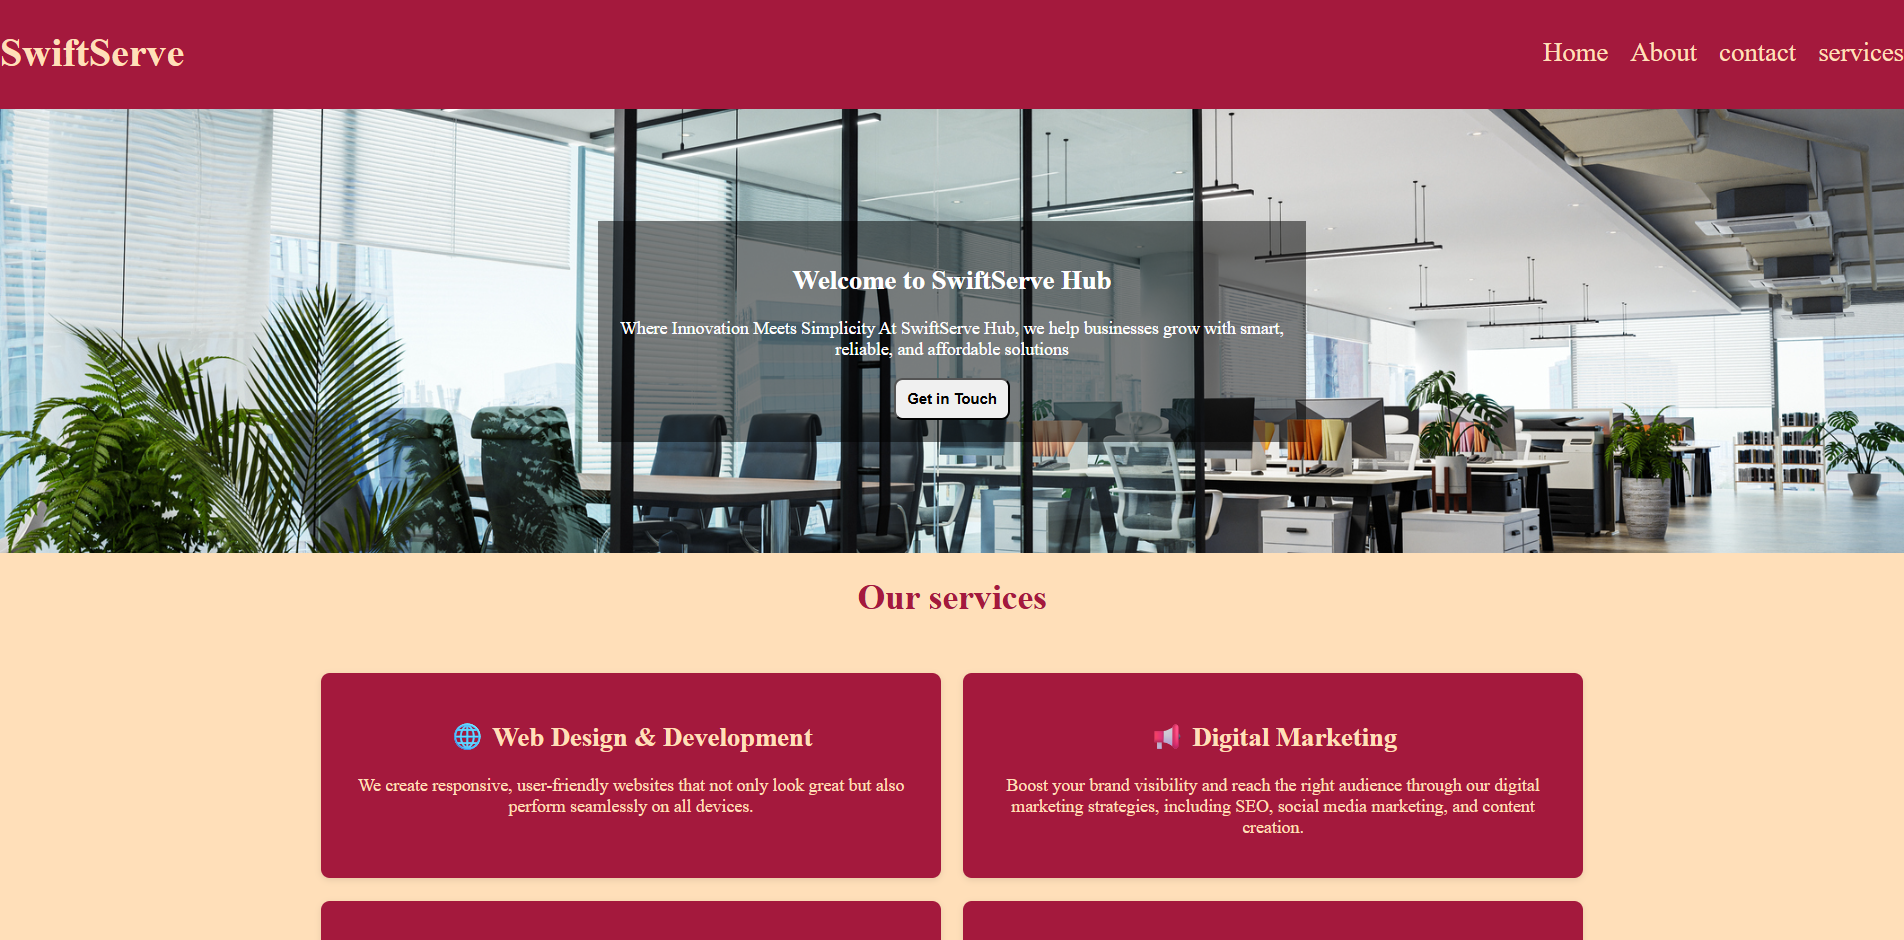 SwiftServe
Home About contact services
Welcome to SwiftServe Hub
Where Innovation Meets Simplicity At SwiftServe Hub, we help businesses grow with smart,
reliable, and affordable solutions
Get in Touch
Our services
Web Design & Development
We create responsive, user-friendly websites that not only look great but also
perform seamlessly on all devices.
Digital Marketing
Boost your brand visibility and reach the right audience through our digital
marketing strategies, including SEO, social media marketing, and content
creation.